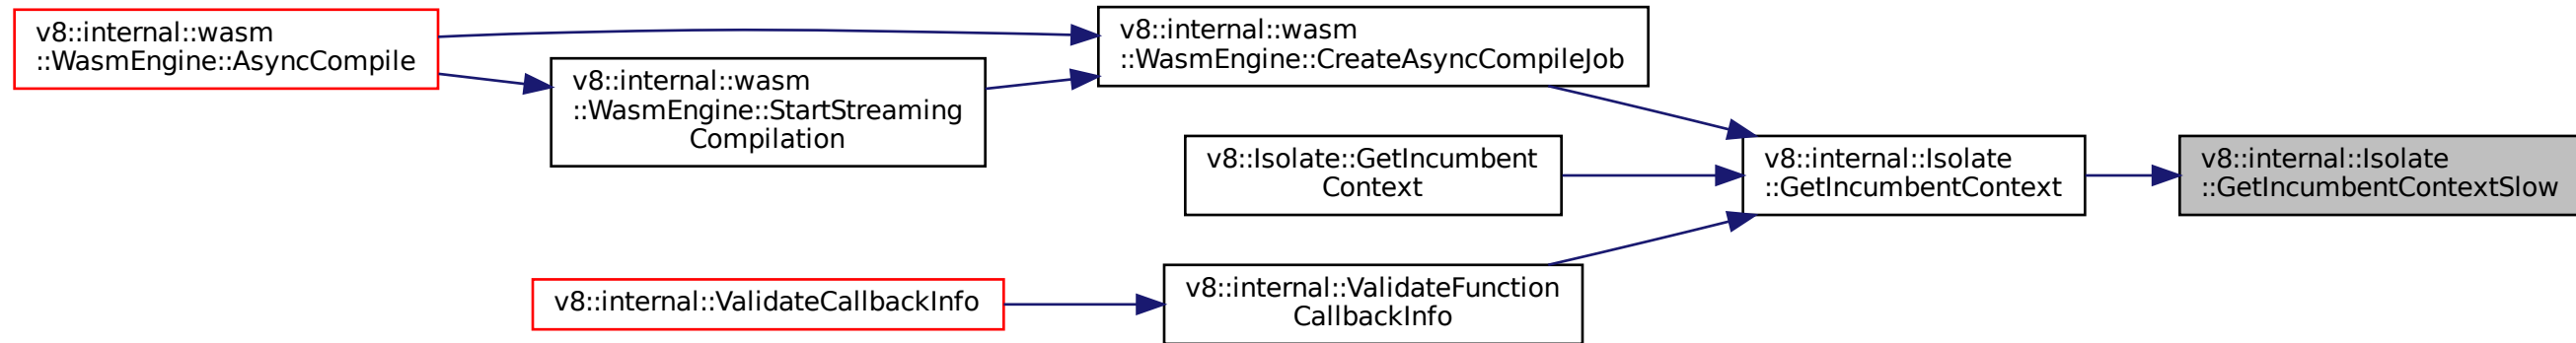 v8::internal::wasm
::WasmEngine::AsyncCompile
v8::internal::wasm
::WasmEngine::StartStreaming
Compilation
v8::internal::wasm
::WasmEngine::CreateAsyncCompileJob
v8::Isolate::GetIncumbent
Context
v8::internal::Isolate
::GetIncumbentContext
v8::internal::Isolate
::GetIncumbentContextSlow
v8::internal::ValidateCallbackInfo
v8::internal::ValidateFunction
CallbackInfo